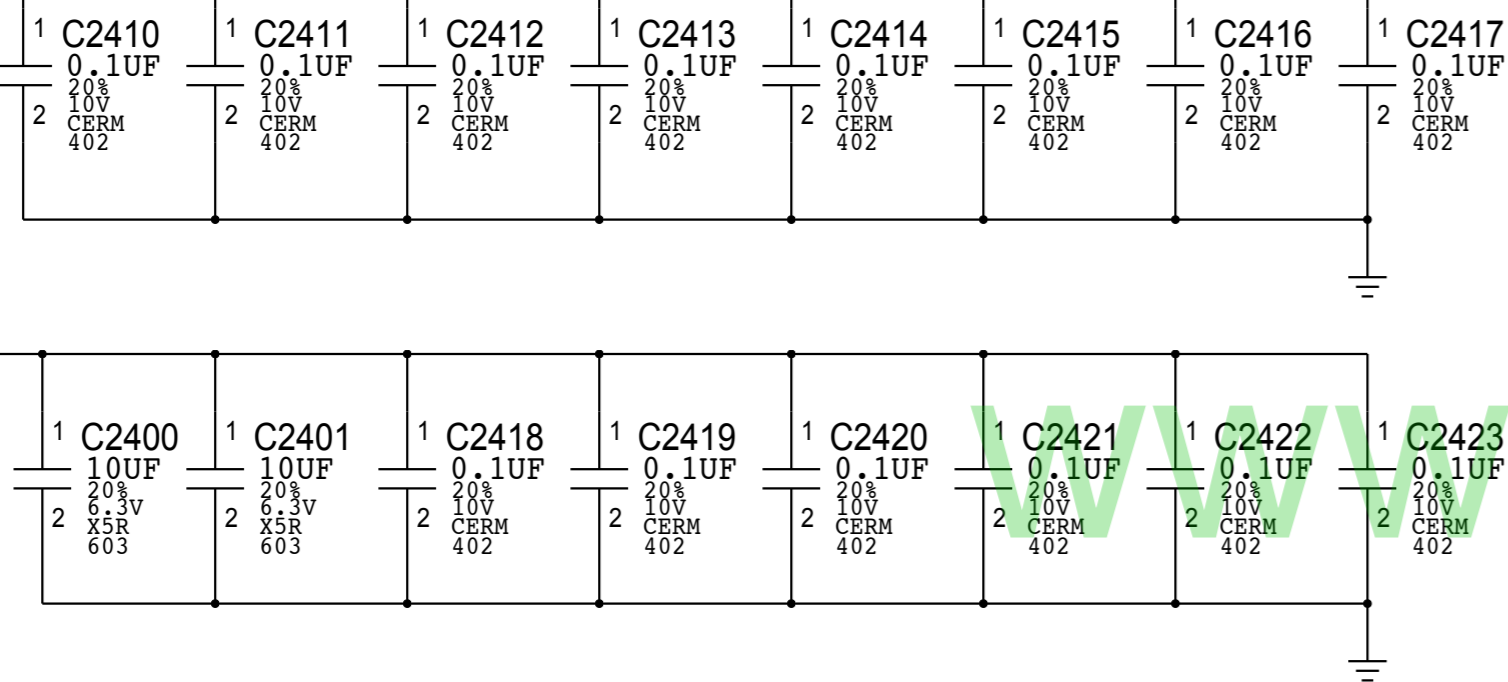 1 C2410 1 C2411 1 C2412 1 C2413 1 C2414 1 C2415 1 C2416 1 C2417
0.1UF 0.1UF 0.1UF 0.1UF 0.1UF 0.1UF 0.1UF 0.1UF
20% 20% 20% 20% 20% 20% 20% 20%
10V 10V 10V 10V 10V 10V 10V 10V
2 CERM 2 CERM 2 CERM 2 CERM 2 CERM 2 CERM 2 CERM 2 CERM
402 402 402 402 402 402 402 402
1 C2400 1 C2401 1 C2418 1 C2419 1 C2420 1 C2421 1 C2422 1 C2423
10UF 10UF 0.1UF 0.1UF 0.1UF 0.1UF 0.1UF 0.1UF
20% 20% 20% 20% 20% 20% 20% 20%
6.3V 6.3V 10V 10V 10V 10V 10V 10V
2 X5R 2 X5R 2 CERM 2 CERM 2 CERM 2 CERM 2 CERM 2 CERM
603 603 402 402 402 402 402 402
www